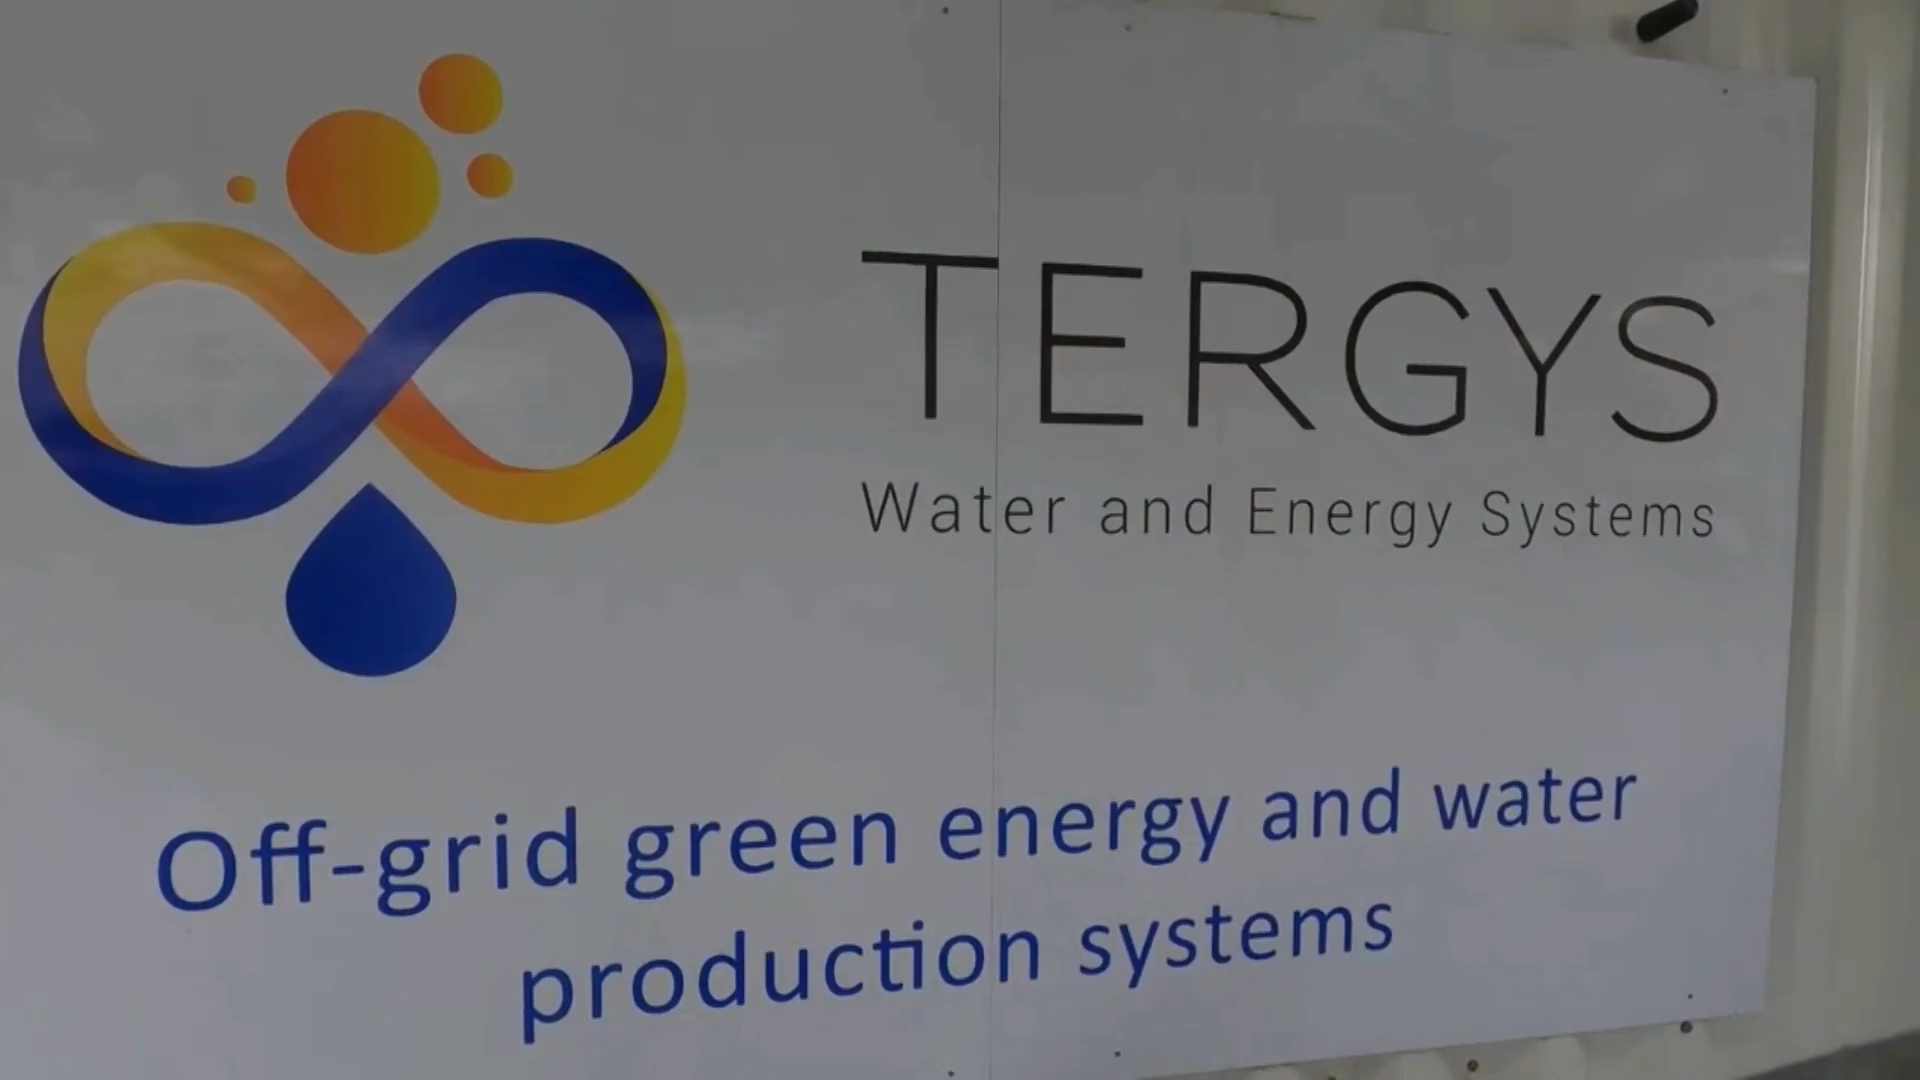 TERGYS
Water and Energy Systems
Off-grid green energy and water
production systems